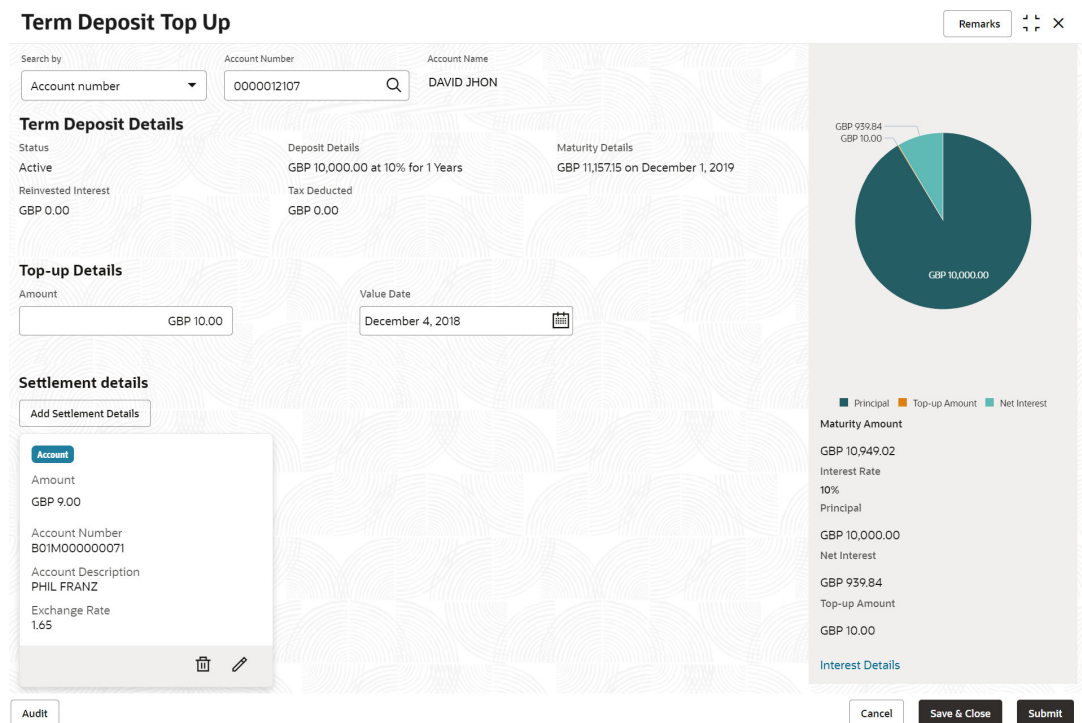 Term Deposit Top Up
Remarks
Search by
Account Number
Account Name
Account number
0000012107
DAVID JHON
Term Deposit Details
Status
Deposit Details
Maturity Details
Active
GBP 10,000.00 at 10% for 1 Years
GBP 11,157.15 on December 1, 2019
Reinvested Interest
Tax Deducted
GBP 0.00
GBP 0.00
Top-up Details
Amount
Value Date
GBP 10.00
December 4, 2018
Settlement details
Add Settlement Details
Account
Amount
GBP 9.00
Account Number
B01M000000071
Account Description
PHIL FRANZ
Exchange Rate
1.65
GBP 939.84
GBP 10.00
GBP 10,000.00
Principal
Top-up Amount
Net Interest
Maturity Amount
GBP 10,949.02
Interest Rate
10%
Principal
GBP 10,000.00
Net Interest
GBP 939.84
Top-up Amount
GBP 10.00
Interest Details
Audit
Cancel
Save & Close
Submit